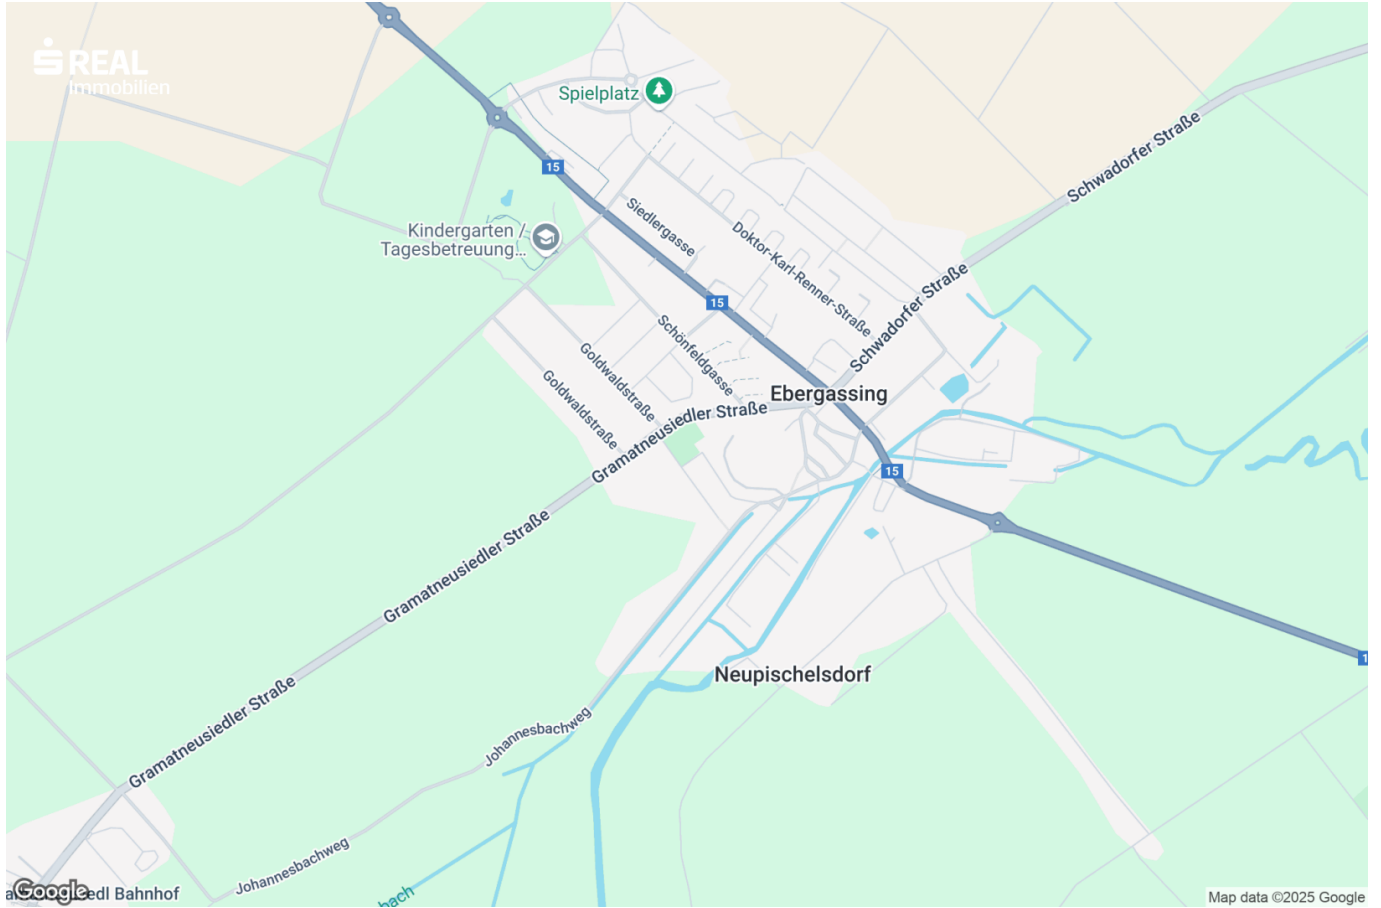 REAL
Immobilien
Spielplatz
15
Schwadorfer Straße
Siedlergasse
Kindergarten /
Tagesbetreuung...
Doktor-Karl-Renner-Straße
Schwadorfer Straße
15
Schönfeldgasse
Goldwaldstraße
Goldwaldstraße
Ebergassing
Gramatneusiedler Straße
15
Gramatneusiedler Straße
Neupischelsdorf
Gramatneusiedler Straße
Johannesbachweg
Johannesbachweg
Google
Bahnhof
bach
Map data ©2025 Google